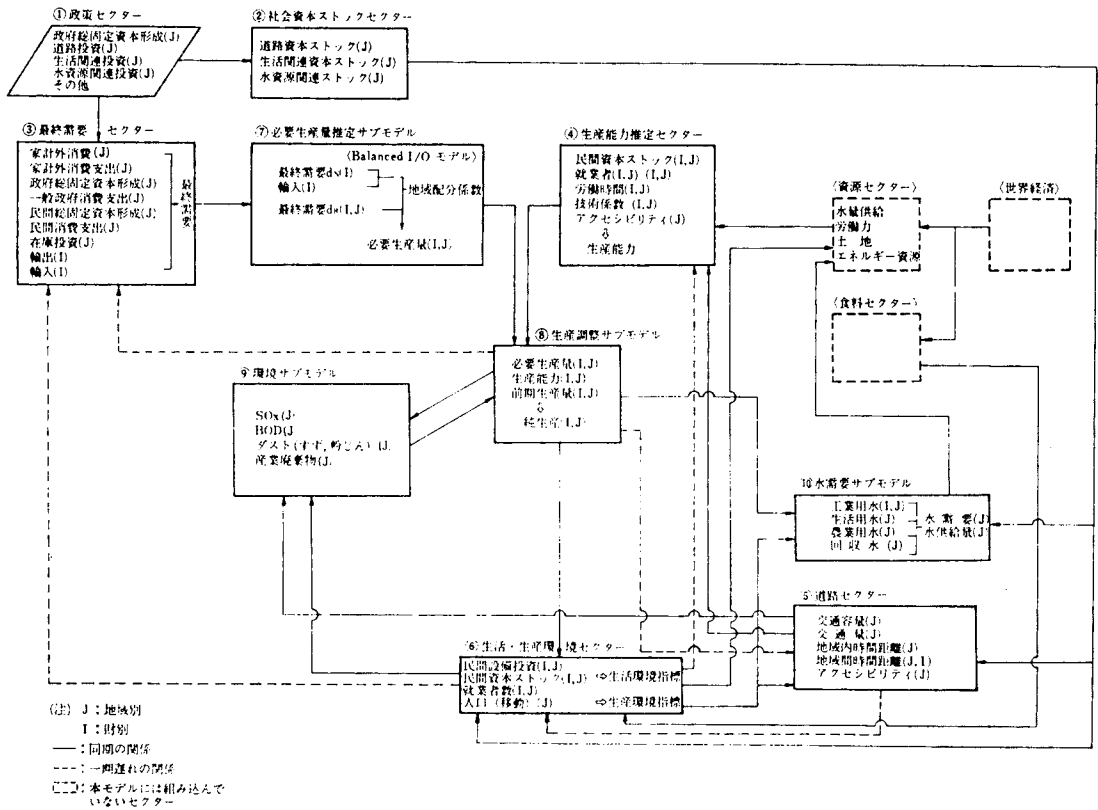 ①政策セクター
政府総固定資本形成(J)
道路投資(J)
生活関連投資(J)
水資源関連投資(J)
その他
②社会資本ストックセクター
道路資本ストック(J)
生活関連資本ストック(J)
水資源関連ストック(J)
③最終需要 セクター
家計外消費(J)
家計外消費支出(J)
政府総固定資本形成(J)
一般政府消費支出(J)
民間総固定資本形成(J)
民間消費支出(J)
在庫投資(J)
輸出(I)
輸入(I)
最終需要
⑦必要生産量推定サブモデル
(Balanced I/O モデル)
最終需要ds(I)
輸入(I)
地域配分係数
必要生産量(I,J)
④生産能力推定セクター
民間資本ストック(I,J)
就業者(I,J) (I,J)
労働時間(I,J)
技術係数 (I,J)
アクセシビリティ(J)
⇩
生産能力
〈資源セクター〉
水量供給
労働力
土 地
エネルギー資源
〈世界経済〉
〈食料セクター〉
⑧生産調整サブモデル
必要生産量(I,J)
生産能力(I,J)
前期生産量(I,J)
⇩
純生産(I,J)
⑨環境サブモデル
SOx(J)
BOD(J
ダスト(すす,粉じん) (J.
産業廃棄物(J.
⑩水需要サブモデル
工業用水(I,J)
生活用水(J)
農業用水(J)
回 収 水 (J)
水 需 要(J)
水供給量(J)
5)道路セクター
交通容量(J)
交 通 量(J)
地域内時間距離(J)
地域間時間距離(J,I)
アクセシビリティ(J)
⑥生活・生産環境セクター
民間設備投資(I,J)
民間資本ストック(I,J) ⇨生活環境指標
就業者数(I,J)
人口 (移動) (J) ⇨生産環境指標
(注) J：地域別
I：財別
——：同期の関係
---：一期遅れの関係
：本モデルには組み込んで
いないセクター